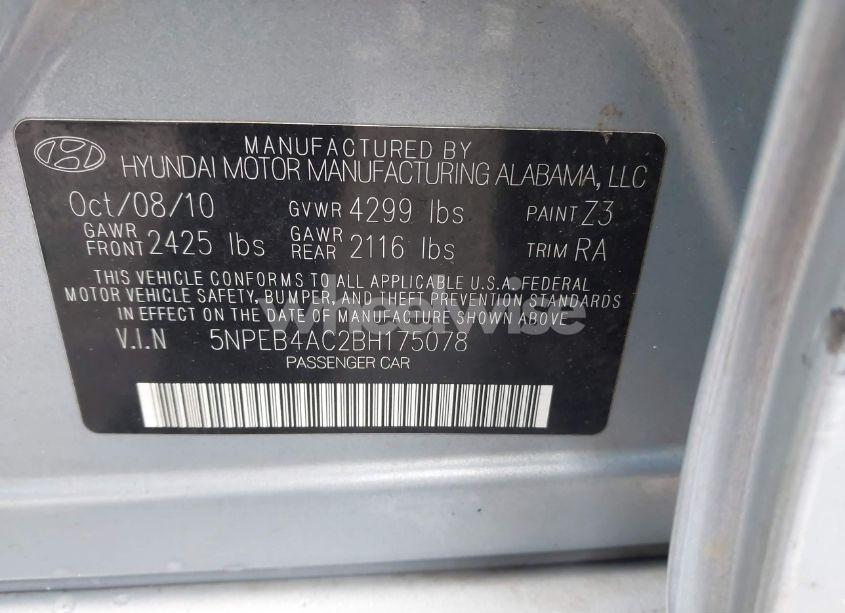 MANUFACTURED BY
HYUNDAI MOTOR MANUFACTURING ALABAMA, LLC
Oct/08/10 GVWR 4299 lbs PAINT Z3
GAWR FRONT 2425 lbs GAWR REAR 2116 lbs TRIM RA
THIS VEHICLE CONFORMS TO ALL APPLICABLE U.S.A. FEDERAL
MOTOR VEHICLE SAFETY, BUMPER, AND THEFT PREVENTION STANDARDS
IN EFFECT ON THE DATE OF MANUFACTURE SHOWN ABOVE
wheelwise
V.I.N 5NPEB4AC2BH175078
PASSENGER CAR